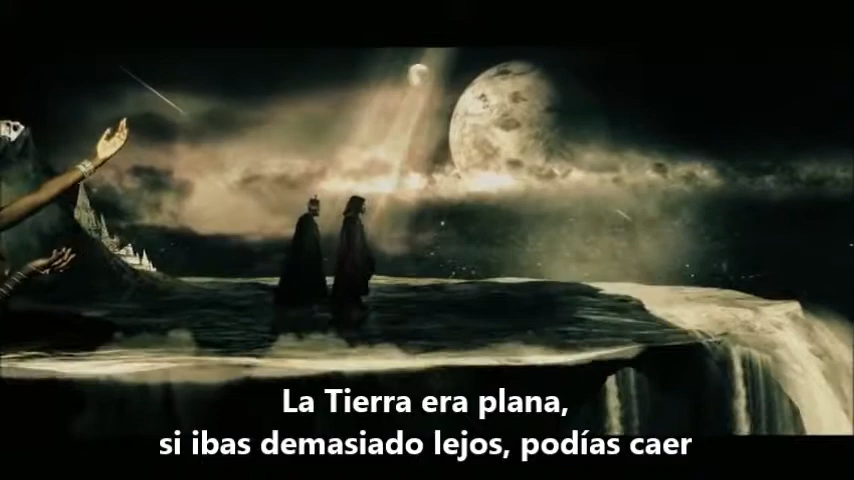 La Tierra era plana,
si ibas demasiado lejos, podías caer